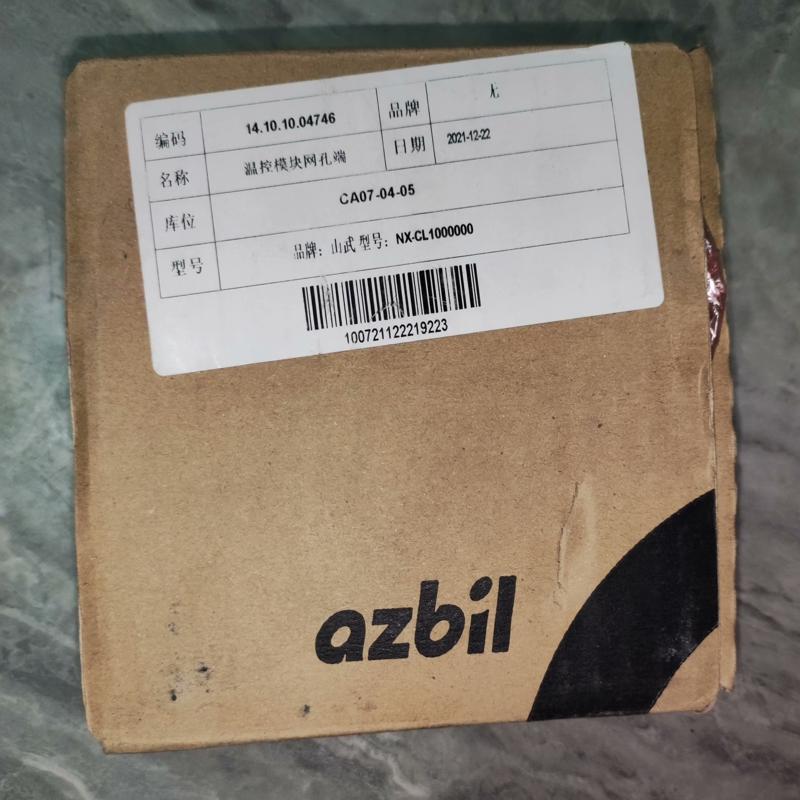 编码 14.10.10.04746 品牌 无
名称 温控模块网孔端 日期 2021-12-22
库位 CA07-04-05
型号 品牌：山武 型号：NX-CL1000000
100721122219223
azbil